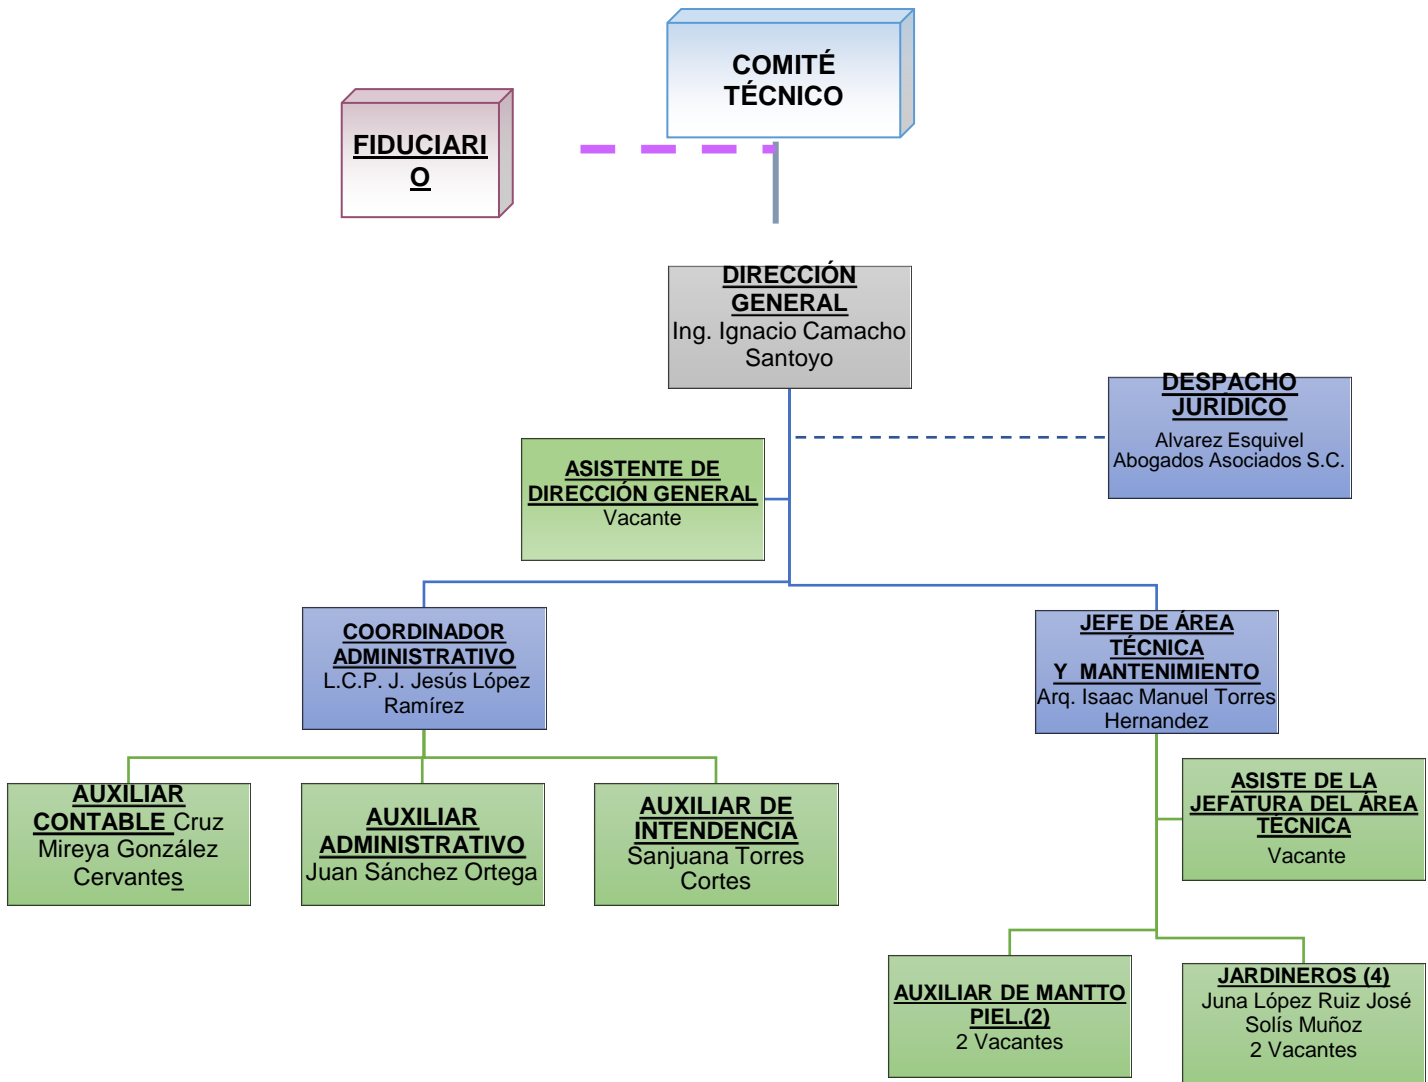 COMITÉ
TÉCNICO
FIDUCIARI
O
DIRECCIÓN
GENERAL
Ing. Ignacio Camacho
Santoyo
DESPACHO
JURÍDICO
Alvarez Esquivel
Abogados Asociados S.C.
ASISTENTE DE
DIRECCIÓN GENERAL
Vacante
COORDINADOR
ADMINISTRATIVO
L.C.P. J. Jesús López
Ramírez
JEFE DE ÁREA
TÉCNICA
Y MANTENIMIENTO
Arq. Isaac Manuel Torres
Hernandez
AUXILIAR
CONTABLE Cruz
Mireya González
Cervantes
AUXILIAR
ADMINISTRATIVO
Juan Sánchez Ortega
AUXILIAR DE
INTENDENCIA
Sanjuana Torres
Cortes
ASISTE DE LA
JEFATURA DEL ÁREA
TÉCNICA
Vacante
AUXILIAR DE MANTTO
PIEL.(2)
2 Vacantes
JARDINEROS (4)
Juna López Ruiz José
Solís Muñoz
2 Vacantes